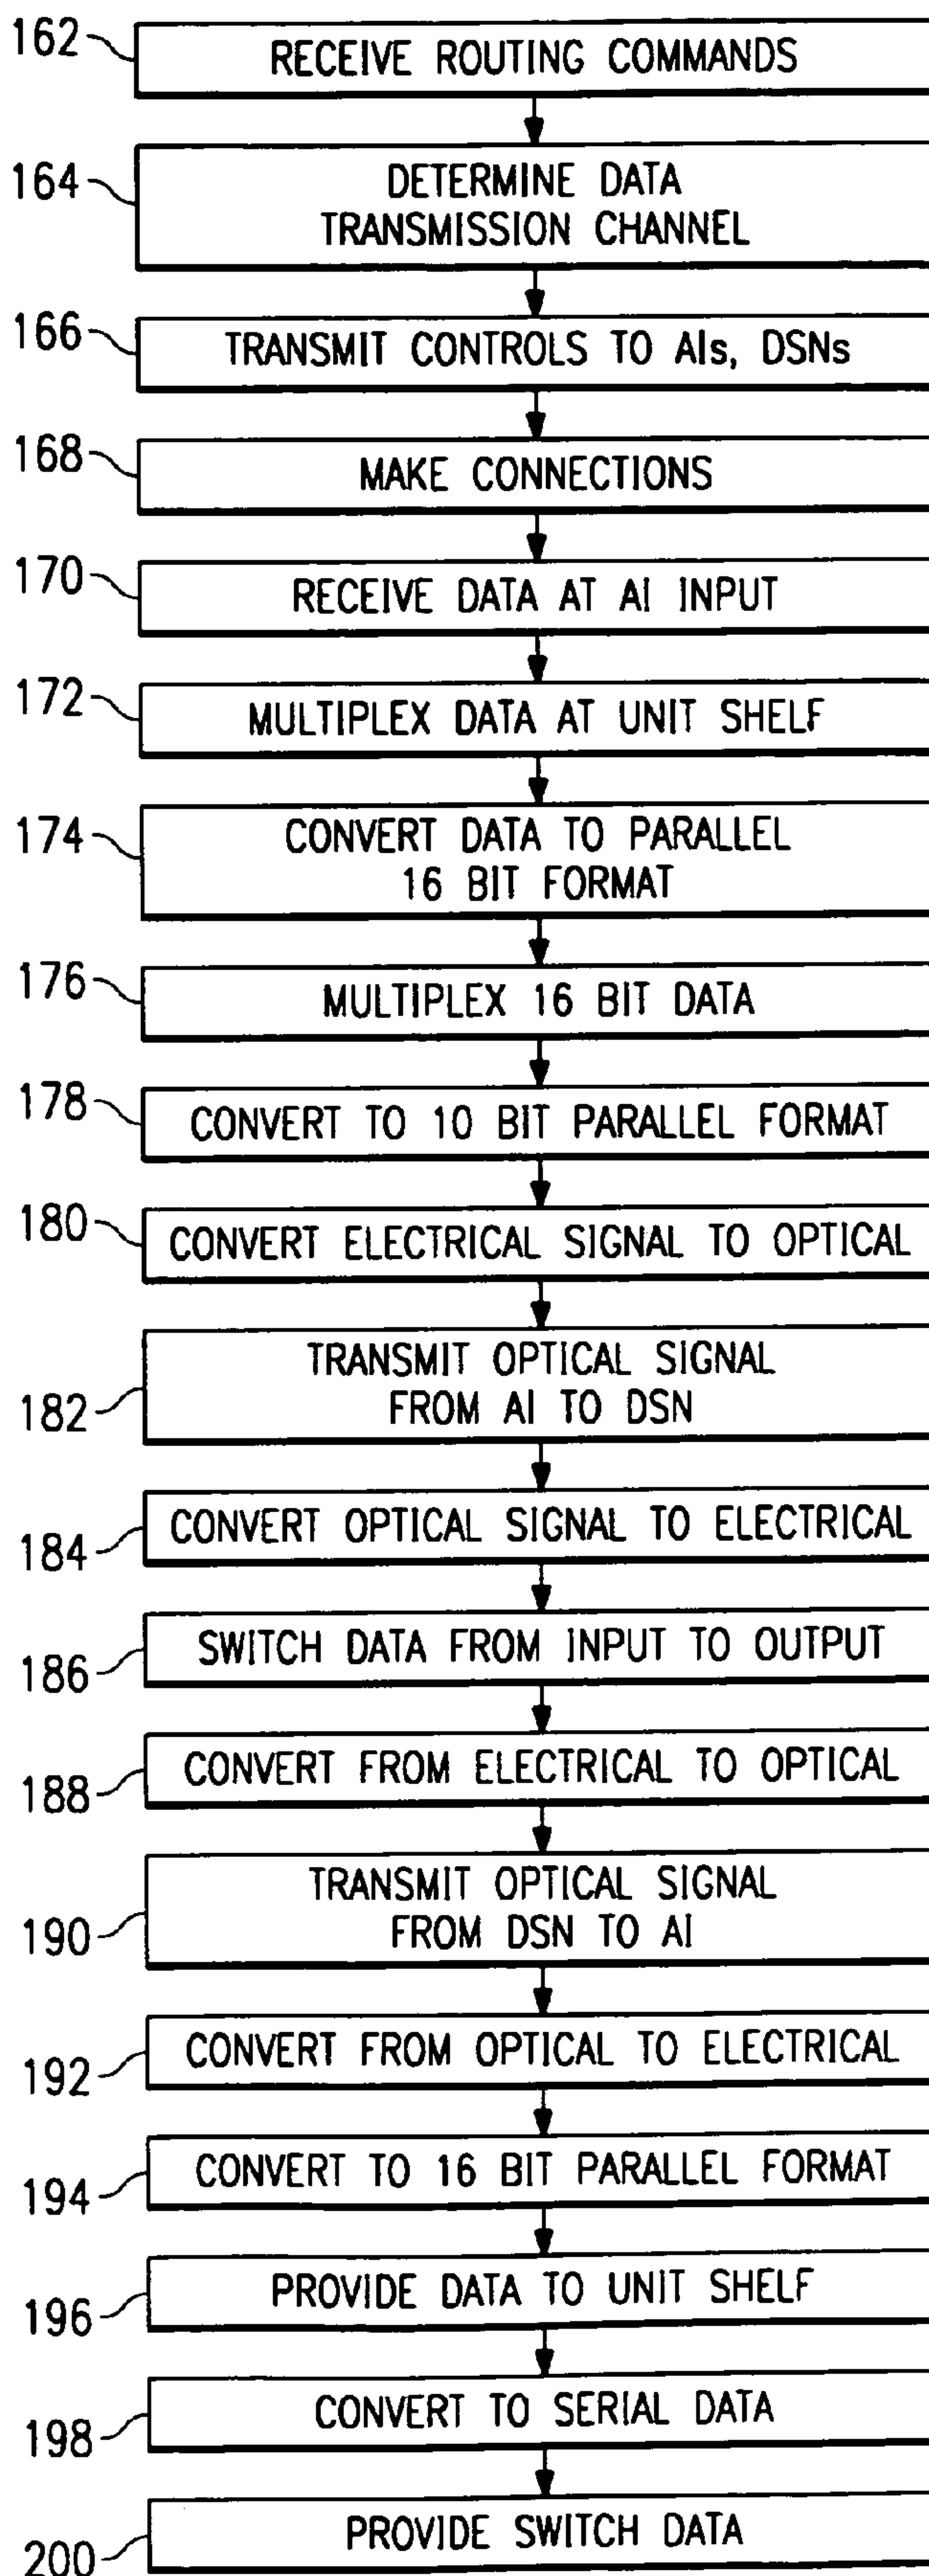 162
RECEIVE ROUTING COMMANDS
164
DETERMINE DATA
TRANSMISSION CHANNEL
166
TRANSMIT CONTROLS TO AIs, DSNs
168
MAKE CONNECTIONS
170
RECEIVE DATA AT AI INPUT
172
MULTIPLEX DATA AT UNIT SHELF
174
CONVERT DATA TO PARALLEL
16 BIT FORMAT
176
MULTIPLEX 16 BIT DATA
178
CONVERT TO 10 BIT PARALLEL FORMAT
180
CONVERT ELECTRICAL SIGNAL TO OPTICAL
182
TRANSMIT OPTICAL SIGNAL
FROM AI TO DSN
184
CONVERT OPTICAL SIGNAL TO ELECTRICAL
186
SWITCH DATA FROM INPUT TO OUTPUT
188
CONVERT FROM ELECTRICAL TO OPTICAL
190
TRANSMIT OPTICAL SIGNAL
FROM DSN TO AI
192
CONVERT FROM OPTICAL TO ELECTRICAL
194
CONVERT TO 16 BIT PARALLEL FORMAT
196
PROVIDE DATA TO UNIT SHELF
198
CONVERT TO SERIAL DATA
200
PROVIDE SWITCH DATA